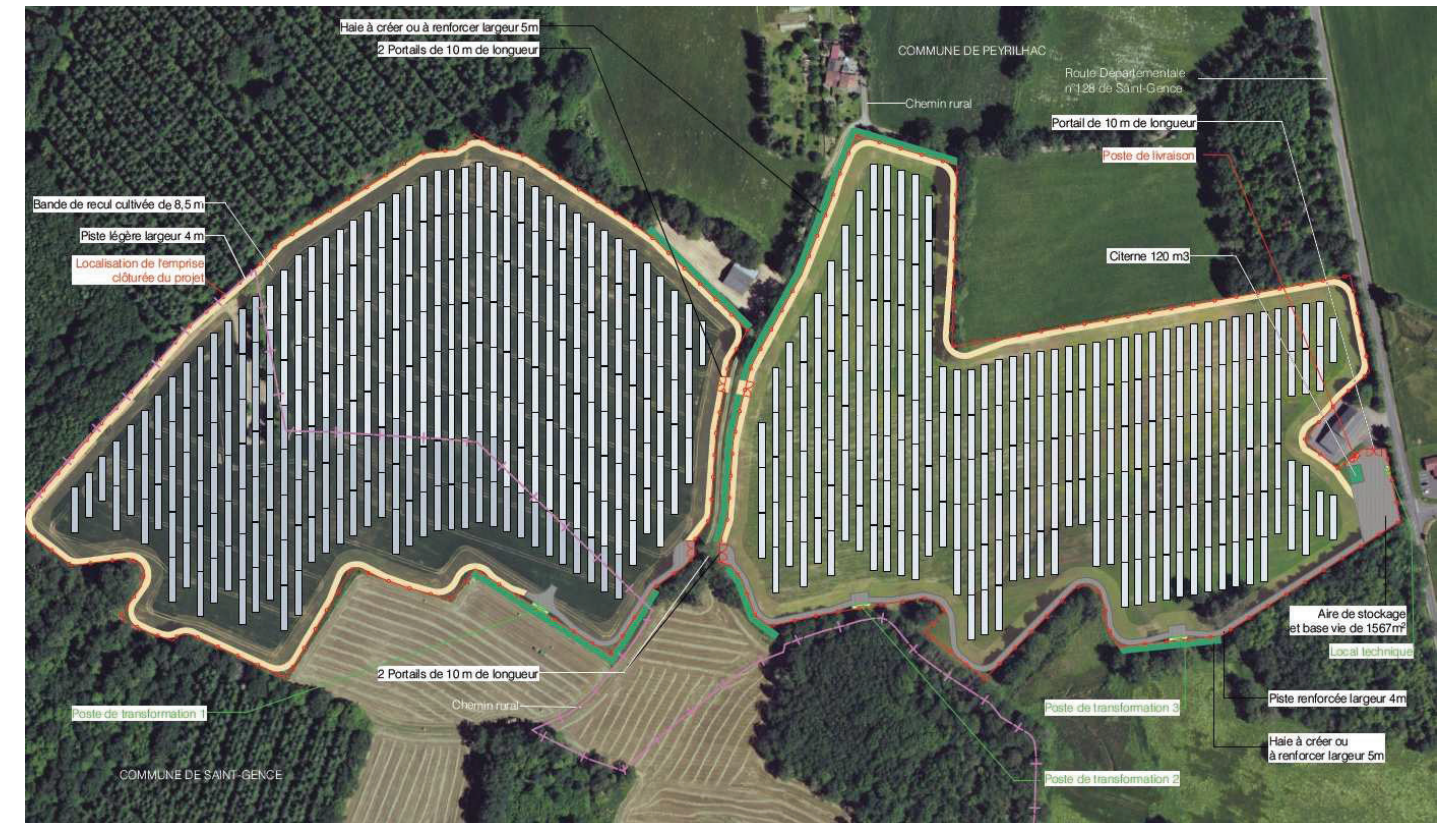 Haie à créer ou à renforcer largeur 5m
2 Portails de 10 m de longueur
COMMUNE DE PEYRILHAC
Route Départementale
n°128 de Saint-Gence
Chemin rural
Portail de 10 m de longueur
Poste de livraison
Bande de recul cultivée de 8,5 m
Piste légère largeur 4 m
Localisation de l'emprise
clôturée du projet
Citerne 120 m3
Aire de stockage
et base vie de 1567m²
Local technique
2 Portails de 10 m de longueur
Chemin rural
Poste de transformation 1
Poste de transformation 3
Piste renforcée largeur 4m
Haie à créer ou
à renforcer largeur 5m
Poste de transformation 2
COMMUNE DE SAINT-GENCE